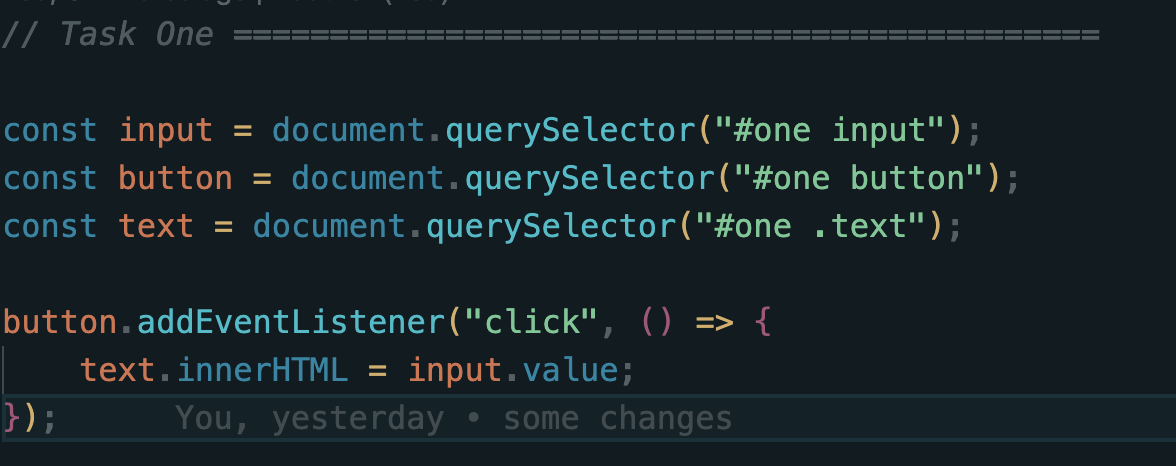 // Task One =============================================
const input = document.querySelector("#one input");
const button = document.querySelector("#one button");
const text = document.querySelector("#one .text");
button.addEventListener("click", () => {
    text.innerHTML = input.value;
});        You, yesterday • some changes